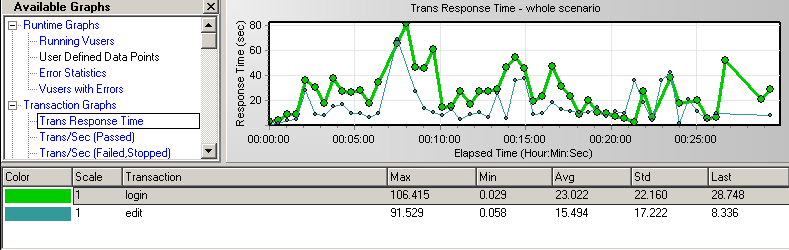 Available Graphs
Runtime Graphs
Running Vusers
User Defined Data Points
Error Statistics
Vusers with Errors
Transaction Graphs
Trans Response Time
Trans/Sec (Passed)
Trans/Sec (Failed,Stopped)
Trans Response Time - whole scenario
Response Time (sec)
80
60
40
20
00:00:00 00:05:00 00:10:00 00:15:00 00:20:00 00:25:00
Elapsed Time (Hour:Min:Sec)
Color Scale Transaction Max Min Avg Std Last
1 login 106.415 0.029 23.022 22.160 28.748
1 edit 91.529 0.058 15.494 17.222 8.336